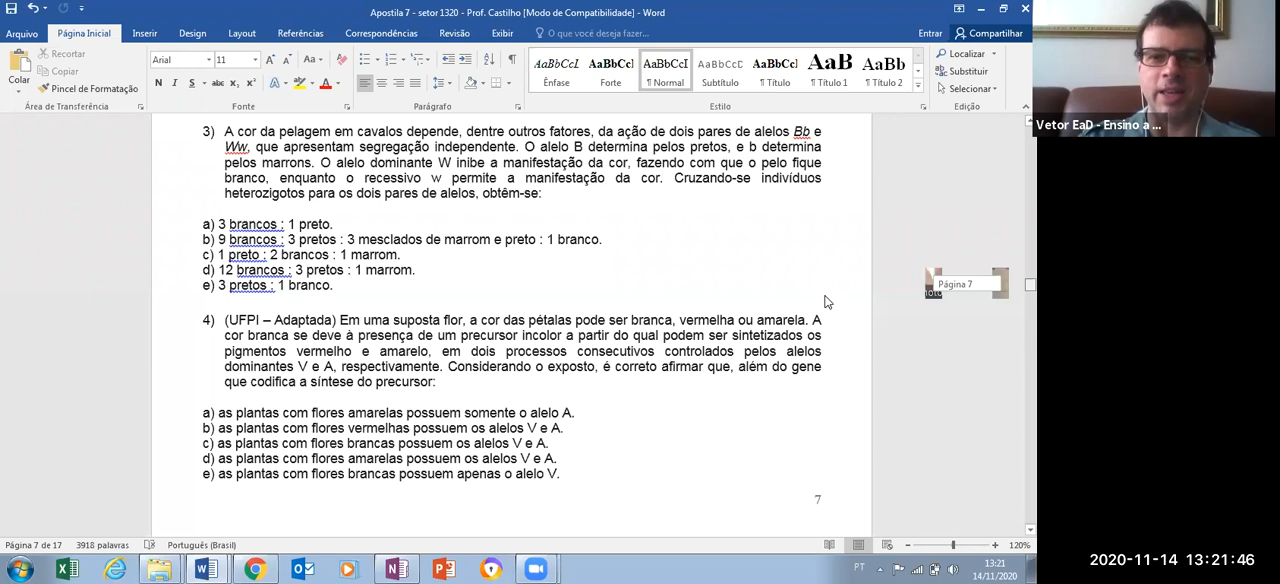 Apostila 7 - setor 1320 - Prof. Castilho [Modo de Compatibilidade] - Word
Arquivo Página Inicial Inserir Design Layout Referências Correspondências Revisão Exibir O que você deseja fazer... Entrar Compartilhar
Colar
Recortar
Copiar
Pincel de Formatação
Área de Transferência
Arial 11
N I S abc x₂ x²
Fonte
Parágrafo
AaBbCcI AaBbCc AaBbCcI AaBbCcD AaBbCc AaB AaBb
Ênfase Forte ¶ Normal Subtítulo ¶ Título ¶ Título 1 ¶ Título 2
Estilo
Localizar
Substituir
Selecionar
Edição
Vetor EaD - Ensino a ...
3) A cor da pelagem em cavalos depende, dentre outros fatores, da ação de dois pares de alelos Bb e
Ww, que apresentam segregação independente. O alelo B determina pelos pretos, e b determina
pelos marrons. O alelo dominante W inibe a manifestação da cor, fazendo com que o pelo fique
branco, enquanto o recessivo w permite a manifestação da cor. Cruzando-se indivíduos
heterozigotos para os dois pares de alelos, obtêm-se:
a) 3 brancos : 1 preto.
b) 9 brancos : 3 pretos : 3 mesclados de marrom e preto : 1 branco.
c) 1 preto : 2 brancos : 1 marrom.
d) 12 brancos : 3 pretos : 1 marrom.
e) 3 pretos : 1 branco.
Página 7
4) (UFPI – Adaptada) Em uma suposta flor, a cor das pétalas pode ser branca, vermelha ou amarela. A
cor branca se deve à presença de um precursor incolor a partir do qual podem ser sintetizados os
pigmentos vermelho e amarelo, em dois processos consecutivos controlados pelos alelos
dominantes V e A, respectivamente. Considerando o exposto, é correto afirmar que, além do gene
que codifica a síntese do precursor:
a) as plantas com flores amarelas possuem somente o alelo A.
b) as plantas com flores vermelhas possuem os alelos V e A.
c) as plantas com flores brancas possuem os alelos V e A.
d) as plantas com flores amarelas possuem os alelos V e A.
e) as plantas com flores brancas possuem apenas o alelo V.
7
Página 7 de 17 3918 palavras Português (Brasil) 120%
PT 13:21
14/11/2020
2020-11-14 13:21:46